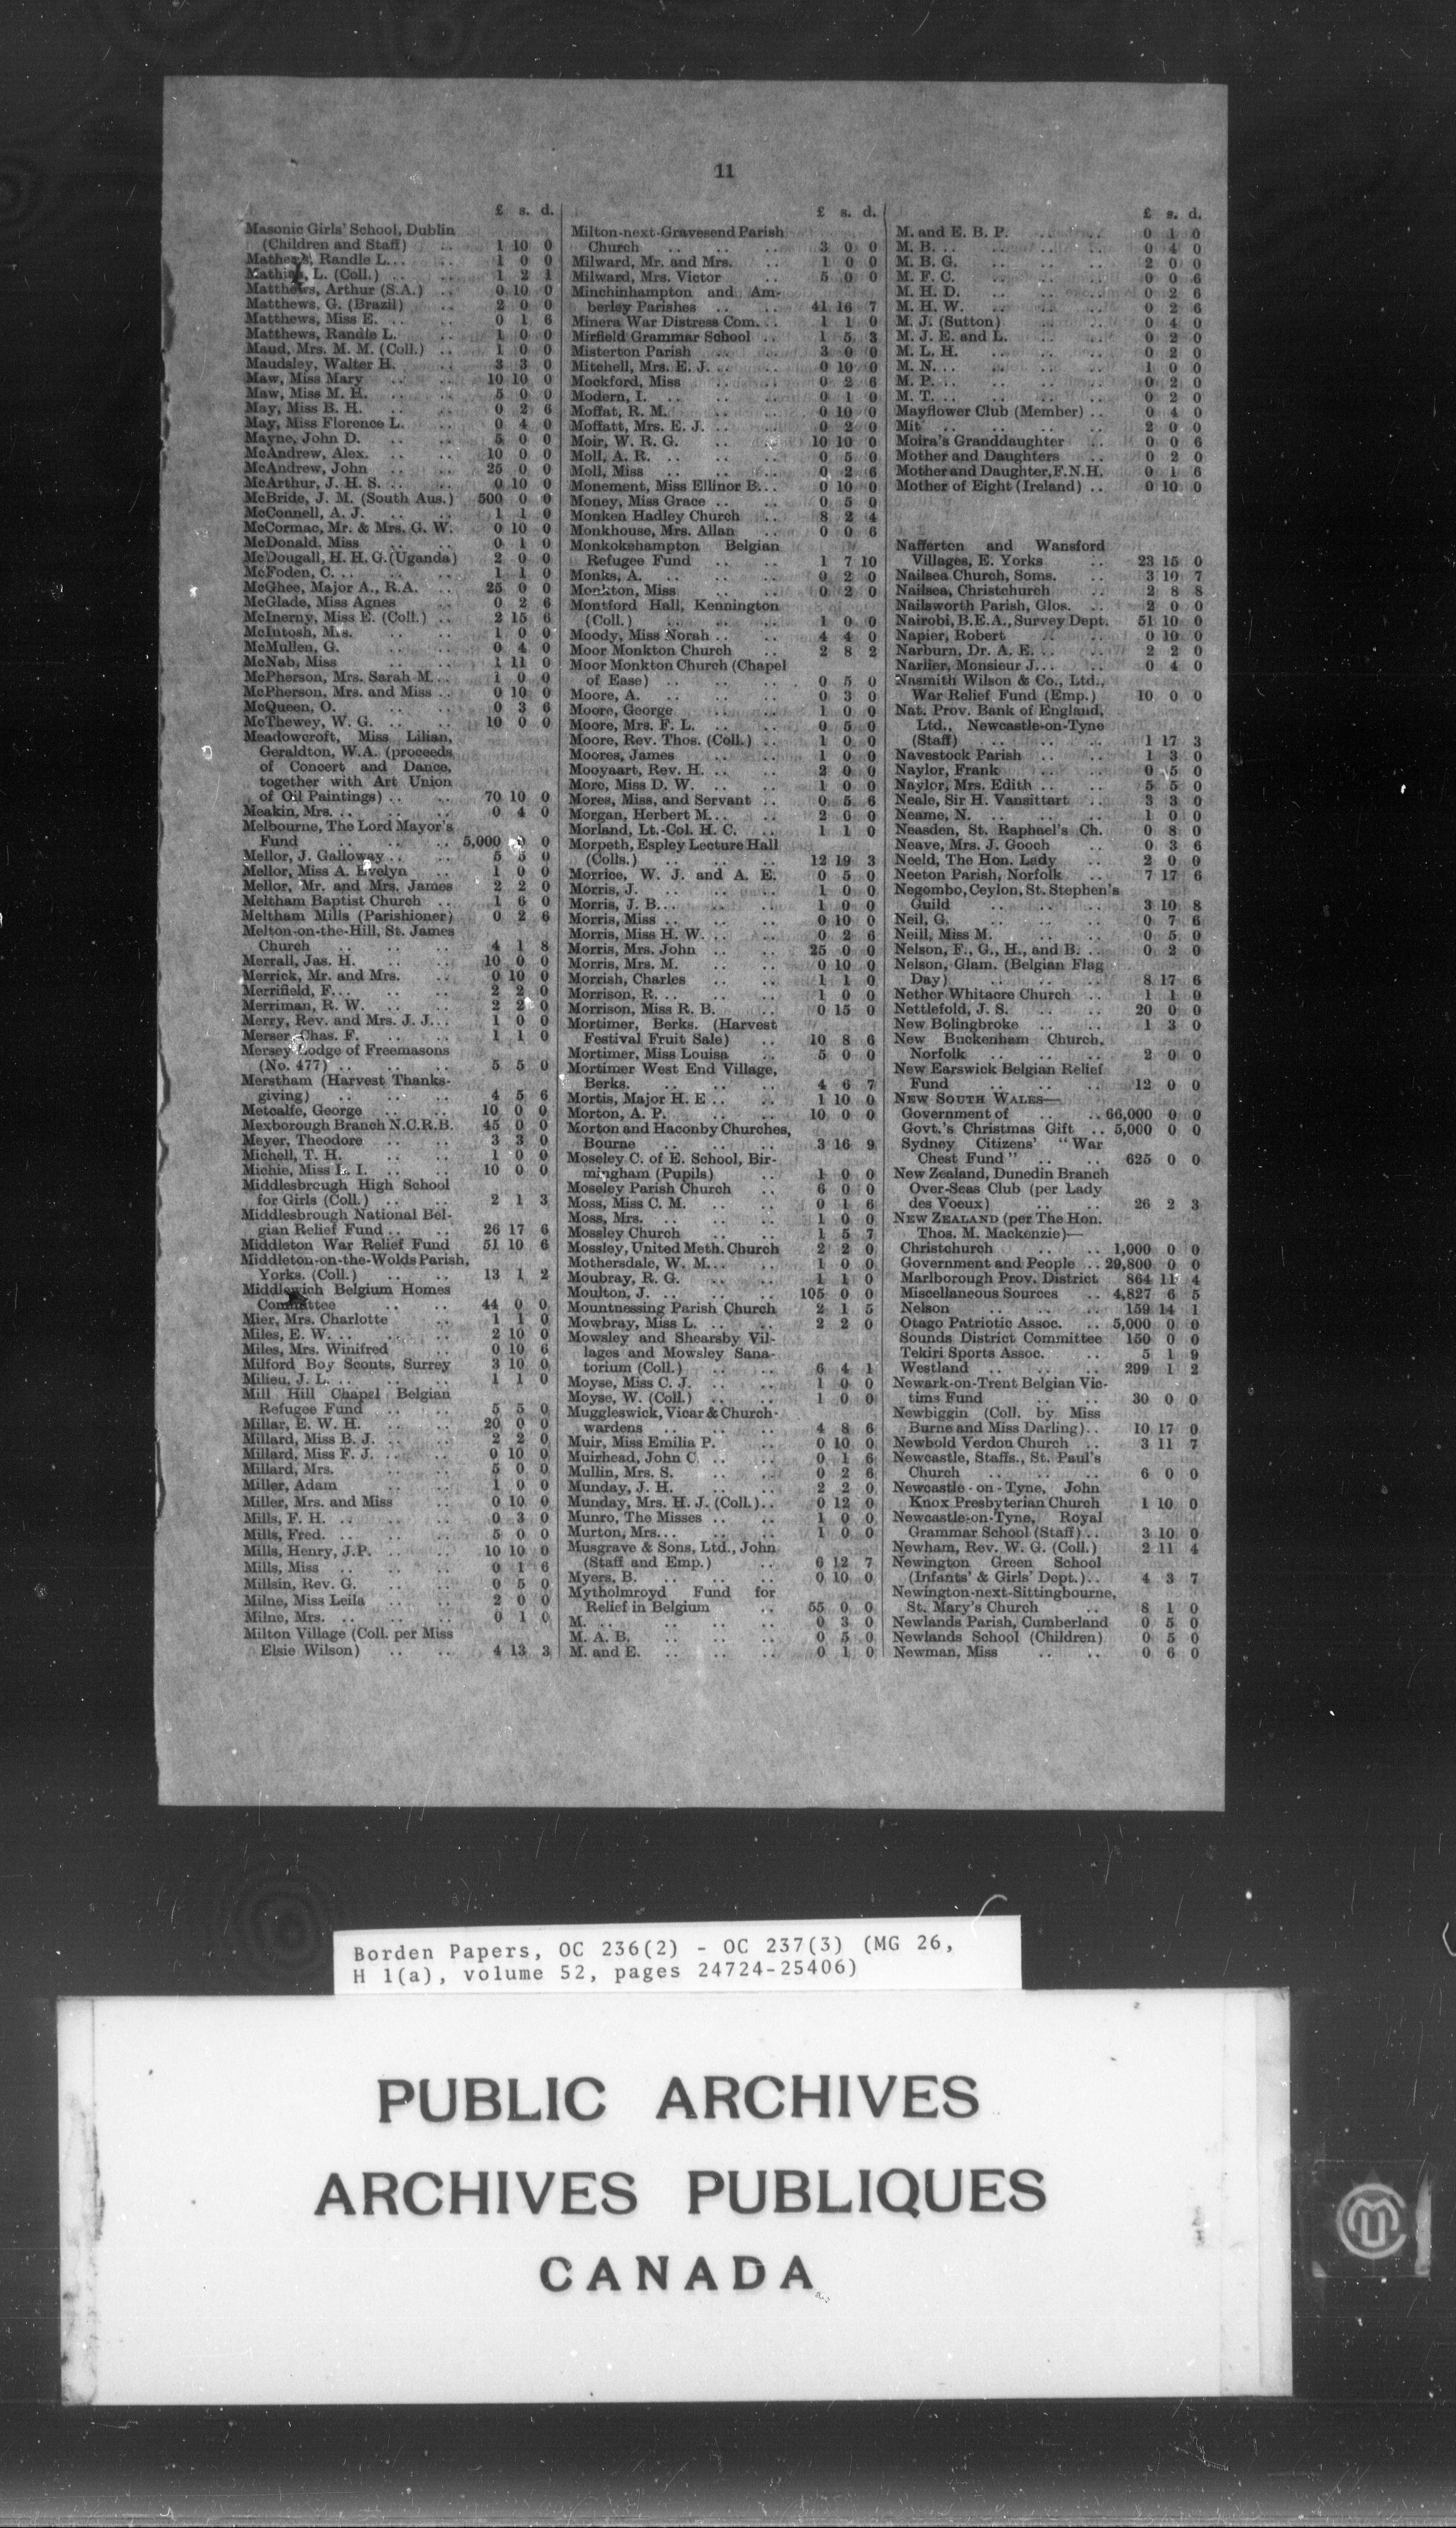 11
£ s. d.
Masonic Girls' School, Dublin
(Children and Staff) .. 1 10 0
Randle L... .. 1 0 0
L. (Coll.) .. .. 1 2 1
Matthews, Arthur (S.A.) .. 0 10 0
Matthews, G. (Brazil) .. 2 0 0
Matthews, Miss E. .. .. 0 1 6
Matthews, Randle L. .. 1 0 0
Maud, Mrs. M. M. (Coll.) .. 1 0 0
Maudsley, Walter H. .. 3 3 0
Maw, Miss Mary .. .. 10 10 0
Maw, Miss M. H. .. .. 5 0 0
May, Miss B. H. .. .. 0 2 6
May, Miss Florence L. .. 0 4 0
Mayne, John D. .. .. 5 0 0
McAndrew, Alex. .. .. 10 0 0
McAndrew, John .. .. 25 0 0
McArthur, J. H. S. .. .. 0 10 0
McBride, J. M. (South Aus.) 500 0 0
McConnell, A. J. .. .. 1 1 0
McCormac, Mr. & Mrs. G. W. 0 10 0
McDonald, Miss .. .. 0 1 0
McDougall, H. H. G. (Uganda) 2 0 0
McFoden, C. .. .. .. 1 1 0
McGhee, Major A., R.A. .. 25 0 0
McGlade, Miss Agnes .. 0 2 6
McInerny, Miss E. (Coll.) .. 2 15 6
McIntosh, Mrs. .. .. 1 0 0
McMullen, G. .. .. 0 4 0
McNab, Miss .. .. 1 11 0
McPherson, Mrs. Sarah M... 1 0 0
McPherson, Mrs. and Miss .. 0 10 0
McQueen, O. .. .. 0 3 6
McThewey, W. G. .. .. 10 0 0
Meadowcroft, Miss Lilian,
Geraldton, W.A. (proceeds
of Concert and Dance,
together with Art Union
of Oil Paintings) .. .. 70 10 0
Meakin, Mrs. .. .. .. 0 4 0
Melbourne, The Lord Mayor's
Fund .. .. .. 5,000 0 0
Mellor, J. Galloway .. .. 5 5 0
Mellor, Miss A. Evelyn .. 1 0 0
Mellor, Mr. and Mrs. James 2 2 0
Meltham Baptist Church .. 1 6 0
Meltham Mills (Parishioner) 0 2 6
Melton-on-the-Hill, St. James
Church .. .. .. 4 1 8
Merrall, Jas. H. .. .. 10 0 0
Merrick, Mr. and Mrs. .. 0 10 0
Merrifield, F... .. .. 2 2 0
Merriman, R. W. .. .. 2 2 0
Merry, Rev. and Mrs. J. J... 1 0 0
Merser, Chas. F. .. .. 1 1 0
Mersey Lodge of Freemasons
(No. 477) .. .. .. 5 5 0
Merstham (Harvest Thanks-
giving) .. .. .. 4 5 6
Metcalfe, George .. .. 10 0 0
Mexborough Branch N.C.R.B. 45 0 0
Meyer, Theodore .. .. 3 3 0
Michell, T. H. .. .. 1 0 0
Michie, Miss L. I. .. .. 10 0 0
Middlesbrough High School
for Girls (Coll.) .. .. 2 1 3
Middlesbrough National Bel-
gian Relief Fund .. .. 26 17 6
Middleton War Relief Fund 51 10 6
Middleton-on-the-Wolds Parish,
Yorks. (Coll.) .. .. 13 1 2
Middlewich Belgium Homes
Committee .. .. 44 0 0
Mier, Mrs. Charlotte .. 1 1 0
Miles, E. W. .. .. .. 2 10 0
Miles, Mrs. Winifred .. 0 10 6
Milford Boy Scouts, Surrey 3 10 0
Milieu, J. L. .. .. .. 1 1 0
Mill Hill Chapel Belgian
Refugee Fund .. .. 5 5 0
Millar, E. W. H. .. .. 20 0 0
Millard, Miss B. J. .. .. 2 2 0
Millard, Miss F. J. .. .. 0 10 0
Millard, Mrs. .. .. 5 0 0
Miller, Adam .. .. 1 0 0
Miller, Mrs. and Miss .. 0 10 0
Mills, F. H. .. .. .. 0 3 0
Mills, Fred. .. .. .. 5 0 0
Mills, Henry, J.P. .. .. 10 10 0
Mills, Miss .. .. 0 1 6
Millsin, Rev. G. .. .. 0 5 0
Milne, Miss Leila .. .. 2 0 0
Milne, Mrs. .. .. .. 0 1 0
Milton Village (Coll. per Miss
Elsie Wilson) .. .. 4 13 3
£ s. d.
Milton-next-Gravesend Parish
Church .. .. .. 3 0 0
Milward, Mr. and Mrs. .. 1 0 0
Milward, Mrs. Victor .. 5 0 0
Minchinhampton and Am-
berley Parishes .. .. 41 16 7
Minera War Distress Com... 1 1 0
Mirfield Grammar School .. 1 5 3
Misterton Parish .. .. 3 0 0
Mitchell, Mrs. E. J. .. .. 0 10 0
Mockford, Miss .. .. 0 2 6
Modern, I. .. .. .. 0 1 0
Moffat, R. M. .. .. 0 10 0
Moffatt, Mrs. E. J. .. .. 0 2 0
Moir, W. R. G. .. .. 10 10 0
Moll, A. R. .. .. .. 0 5 0
Moll, Miss .. .. .. 0 2 6
Monement, Miss Ellinor B... 0 10 0
Money, Miss Grace .. .. 0 5 0
Monken Hadley Church .. 8 2 4
Monkhouse, Mrs. Allan .. 0 0 6
Monkokehampton Belgian
Refugee Fund .. .. 1 7 10
Monks, A. .. .. .. 0 2 0
Monkton, Miss .. .. 0 2 0
Montford Hall, Kennington
(Coll.) .. .. .. 1 0 0
Moody, Miss Norah .. .. 4 4 0
Moor Monkton Church .. 2 8 2
Moor Monkton Church (Chapel
of Ease) .. .. .. 0 5 0
Moore, A. .. .. .. 0 3 0
Moore, George .. .. 1 0 0
Moore, Mrs. F. L. .. .. 0 5 0
Moore, Rev. Thos. (Coll.) .. 1 0 0
Moores, James .. .. 1 0 0
Mooyaart, Rev. H. .. .. 2 0 0
More, Miss D. W. .. .. 1 0 0
Mores, Miss, and Servant .. 0 5 6
Morgan, Herbert M... .. 2 0 0
Morland, Lt.-Col. H. C. .. 1 1 0
Morpeth, Espley Lecture Hall
(Colls.) .. .. .. 12 19 3
Morrice, W. J. and A. E. 0 5 0
Morris, J. .. .. .. 1 0 0
Morris, J. B... .. .. 1 0 0
Morris, Miss .. .. .. 0 10 0
Morris, Miss H. W. .. .. 0 2 6
Morris, Mrs. John .. .. 25 0 0
Morris, Mrs. M. .. .. 0 10 0
Morrish, Charles .. .. 1 1 0
Morrison, R. .. .. .. 1 0 0
Morrison, Miss R. B. .. 0 15 0
Mortimer, Berks. (Harvest
Festival Fruit Sale) .. 10 8 6
Mortimer, Miss Louisa .. 5 0 0
Mortimer West End Village,
Berks. .. .. .. 4 6 7
Mortis, Major H. E .. .. 1 10 0
Morton, A. P. .. .. 10 0 0
Morton and Haconby Churches,
Bourne .. .. .. 3 16 9
Moseley C. of E. School, Bir-
mingham (Pupils) .. 1 0 0
Moseley Parish Church .. 6 0 0
Moss, Miss C. M. .. .. 0 1 6
Moss, Mrs. .. .. .. 1 0 0
Mossley Church .. .. 1 5 7
Mossley, United Meth. Church 2 2 0
Mothersdale, W. M... .. 1 0 0
Moubray, R. G. .. .. 1 1 0
Moulton, J. .. .. .. 105 0 0
Mountnessing Parish Church 2 1 5
Mowbray, Miss L. .. .. 2 2 0
Mowsley and Shearsby Vil-
lages and Mowsley Sana-
torium (Coll.) .. .. 6 4 1
Moyse, Miss C. J. .. .. 1 0 0
Moyse, W. (Coll.) .. .. 1 0 0
Muggleswick, Vicar & Church-
wardens .. .. .. 4 8 6
Muir, Miss Emilia P. .. 0 10 0
Muirhead, John C. .. .. 0 1 6
Mullin, Mrs. S. .. .. 0 2 6
Munday, J. H. .. .. 2 2 0
Munday, Mrs. H. J. (Coll.).. 0 12 0
Munro, The Misses .. .. 1 0 0
Murton, Mrs... .. .. 1 0 0
Musgrave & Sons, Ltd., John
(Staff and Emp.) .. 6 12 7
Myers, B. .. .. .. 0 10 0
Mytholmroyd Fund for
Relief in Belgium .. 55 0 0
M. .. .. .. .. 0 3 0
M. A. B. .. .. .. 0 5 0
M. and E. .. .. .. 0 1 0
£ s. d.
M. and E. B. P. .. .. 0 1 0
M. B. .. .. .. .. 0 4 0
M. B. G. .. .. .. 2 0 0
M. F. C. .. .. .. 0 0 6
M. H. D. .. .. .. 0 2 6
M. H. W. .. .. .. 0 2 6
M. J. (Sutton) .. .. 0 4 0
M. J. E. and L. .. .. 0 2 0
M. L. H. .. .. .. 0 2 0
M. N. .. .. .. .. 1 0 0
M. P. .. .. .. .. 0 2 0
M. T. .. .. .. .. 0 2 0
Mayflower Club (Member) .. 0 4 0
Mit .. .. .. .. 2 0 0
Moira's Granddaughter .. 0 0 6
Mother and Daughters .. 0 2 0
Mother and Daughter, F.N.H. 0 1 6
Mother of Eight (Ireland) .. 0 10 0
Nafferton and Wansford
Villages, E. Yorks .. 23 15 0
Nailsea Church, Soms. .. 3 10 7
Nailsea, Christchurch .. 2 8 8
Nailsworth Parish, Glos. .. 2 0 0
Nairobi, B.E.A., Survey Dept. 51 10 0
Napier, Robert .. .. 0 10 0
Narburn, Dr. A. E. .. .. 2 2 0
Narlier, Monsieur J... .. 0 4 0
Nasmith Wilson & Co., Ltd.,
War Relief Fund (Emp.) 10 0 0
Nat. Prov. Bank of England,
Ltd., Newcastle-on-Tyne
(Staff) .. .. .. 1 17 3
Navestock Parish .. .. 1 3 0
Naylor, Frank .. .. 0 5 0
Naylor, Mrs. Edith .. .. 5 5 0
Neale, Sir H. Vansittart .. 3 3 0
Neame, N. .. .. .. 1 0 0
Neasden, St. Raphael's Ch. 0 8 0
Neave, Mrs. J. Gooch .. 0 3 6
Neeld, The Hon. Lady .. 2 0 0
Neeton Parish, Norfolk .. 7 17 6
Negombo, Ceylon, St. Stephen's
Guild .. .. .. 3 10 8
Neil, G. .. .. .. 0 7 6
Neill, Miss M. .. .. 0 5 0
Nelson, F., G., H., and B. .. 0 2 0
Nelson, Glam. (Belgian Flag
Day) .. .. .. 8 17 6
Nether Whitacre Church .. 1 1 0
Nettlefold, J. S. .. .. 20 0 0
New Bolingbroke .. .. 1 3 0
New Buckenham Church,
Norfolk .. .. .. 2 0 0
New Earswick Belgian Relief
Fund .. .. .. 12 0 0
NEW SOUTH WALES—
Government of .. .. 66,000 0 0
Govt.'s Christmas Gift .. 5,000 0 0
Sydney Citizens' "War
Chest Fund" .. .. 625 0 0
New Zealand, Dunedin Branch
Over-Seas Club (per Lady
des Voeux) .. .. 26 2 3
NEW ZEALAND (per The Hon.
Thos. M. Mackenzie)—
Christchurch .. .. 1,000 0 0
Government and People .. 29,800 0 0
Marlborough Prov. District 864 11 4
Miscellaneous Sources .. 4,827 6 5
Nelson .. .. .. 159 14 1
Otago Patriotic Assoc. .. 5,000 0 0
Sounds District Committee 150 0 0
Tekiri Sports Assoc. .. 5 1 9
Westland .. .. .. 299 1 2
Newark-on-Trent Belgian Vic-
tims Fund .. .. 30 0 0
Newbiggin (Coll. by Miss
Burne and Miss Darling).. 10 17 0
Newbold Verdon Church .. 3 11 7
Newcastle, Staffs., St. Paul's
Church .. .. .. 6 0 0
Newcastle-on-Tyne, John
Knox Presbyterian Church 1 10 0
Newcastle-on-Tyne, Royal
Grammar School (Staff) .. 3 10 0
Newham, Rev. W. G. (Coll.) 2 11 4
Newington Green School
(Infants' & Girls' Dept.).. 4 3 7
Newington-next-Sittingbourne,
St. Mary's Church .. 8 1 0
Newlands Parish, Cumberland 0 5 0
Newlands School (Children) 0 5 0
Newman, Miss .. .. 0 6 0
Borden Papers, OC 236(2) - OC 237(3) (MG 26,
H 1(a), volume 52, pages 24724-25406)
PUBLIC ARCHIVES
ARCHIVES PUBLIQUES
CANADA